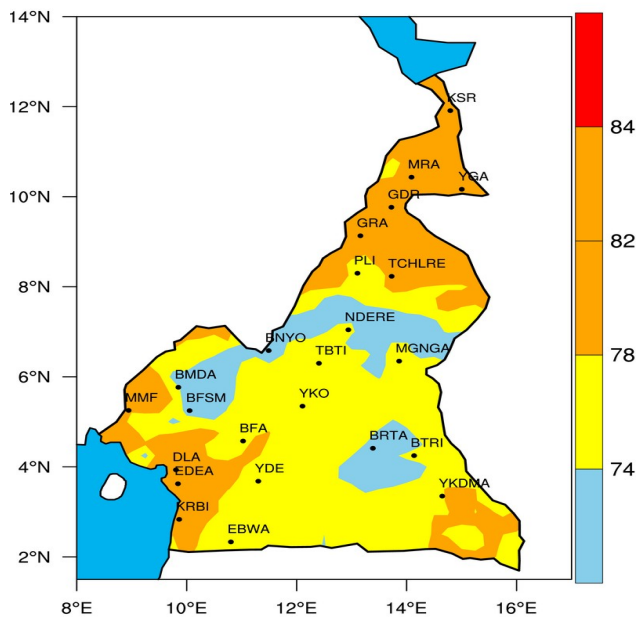 14°N
12°N
10°N
8°N
6°N
4°N
2°N
8°E
10°E
12°E
14°E
16°E
KSR
MRA
YGA
GDR
GRA
PLI
TCHLRE
NDERE
BNYO
TBTI
MGNGA
BMDA
MMF
BFSM
YKO
BFA
BRTA
BTRI
DLA
EDEA
YDE
YKDMA
KRBI
EBWA
84
82
78
74